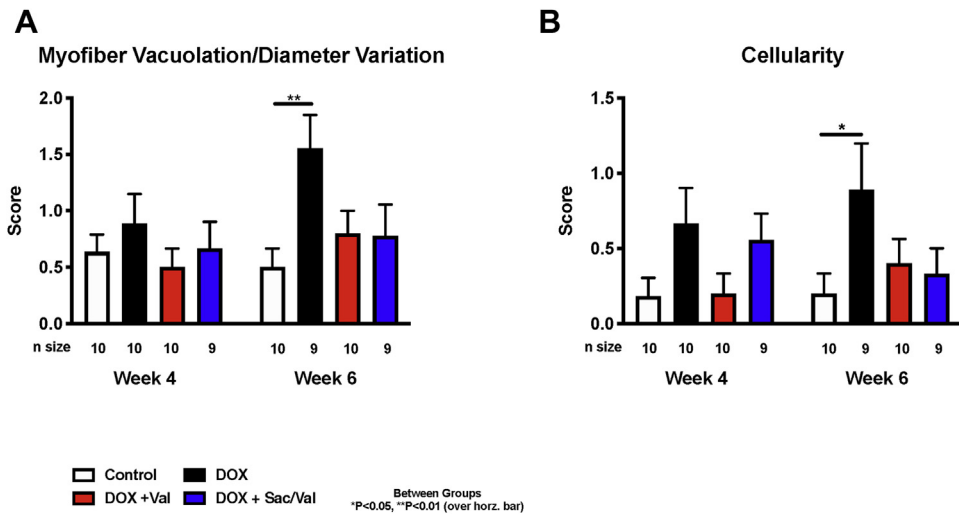 A
Myofiber Vacuolation/Diameter Variation
Score
2.0
1.5
1.0
0.5
0.0
**
n size 10 10 10 9 10 9 10 9
Week 4 Week 6
B
Cellularity
Score
1.5
1.0
0.5
0.0
*
n size 10 10 10 9 10 9 10 9
Week 4 Week 6
Control DOX
DOX +Val DOX + Sac/Val
Between Groups
*P<0.05, **P<0.01 (over horz. bar)